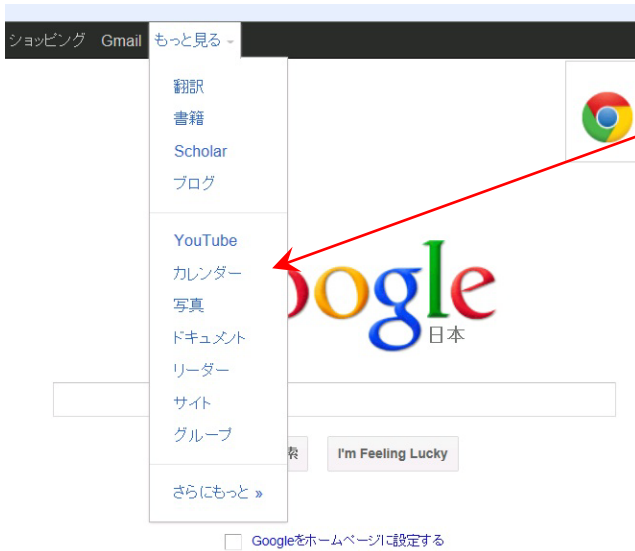 ショッピング Gmail もっと見る
翻訳
書籍
Scholar
ブログ
YouTube
カレンダー
写真
ドキュメント
リーダー
サイト
グループ
さらにもっと »
oogle
日本
索
I'm Feeling Lucky
Googleをホームページに設定する